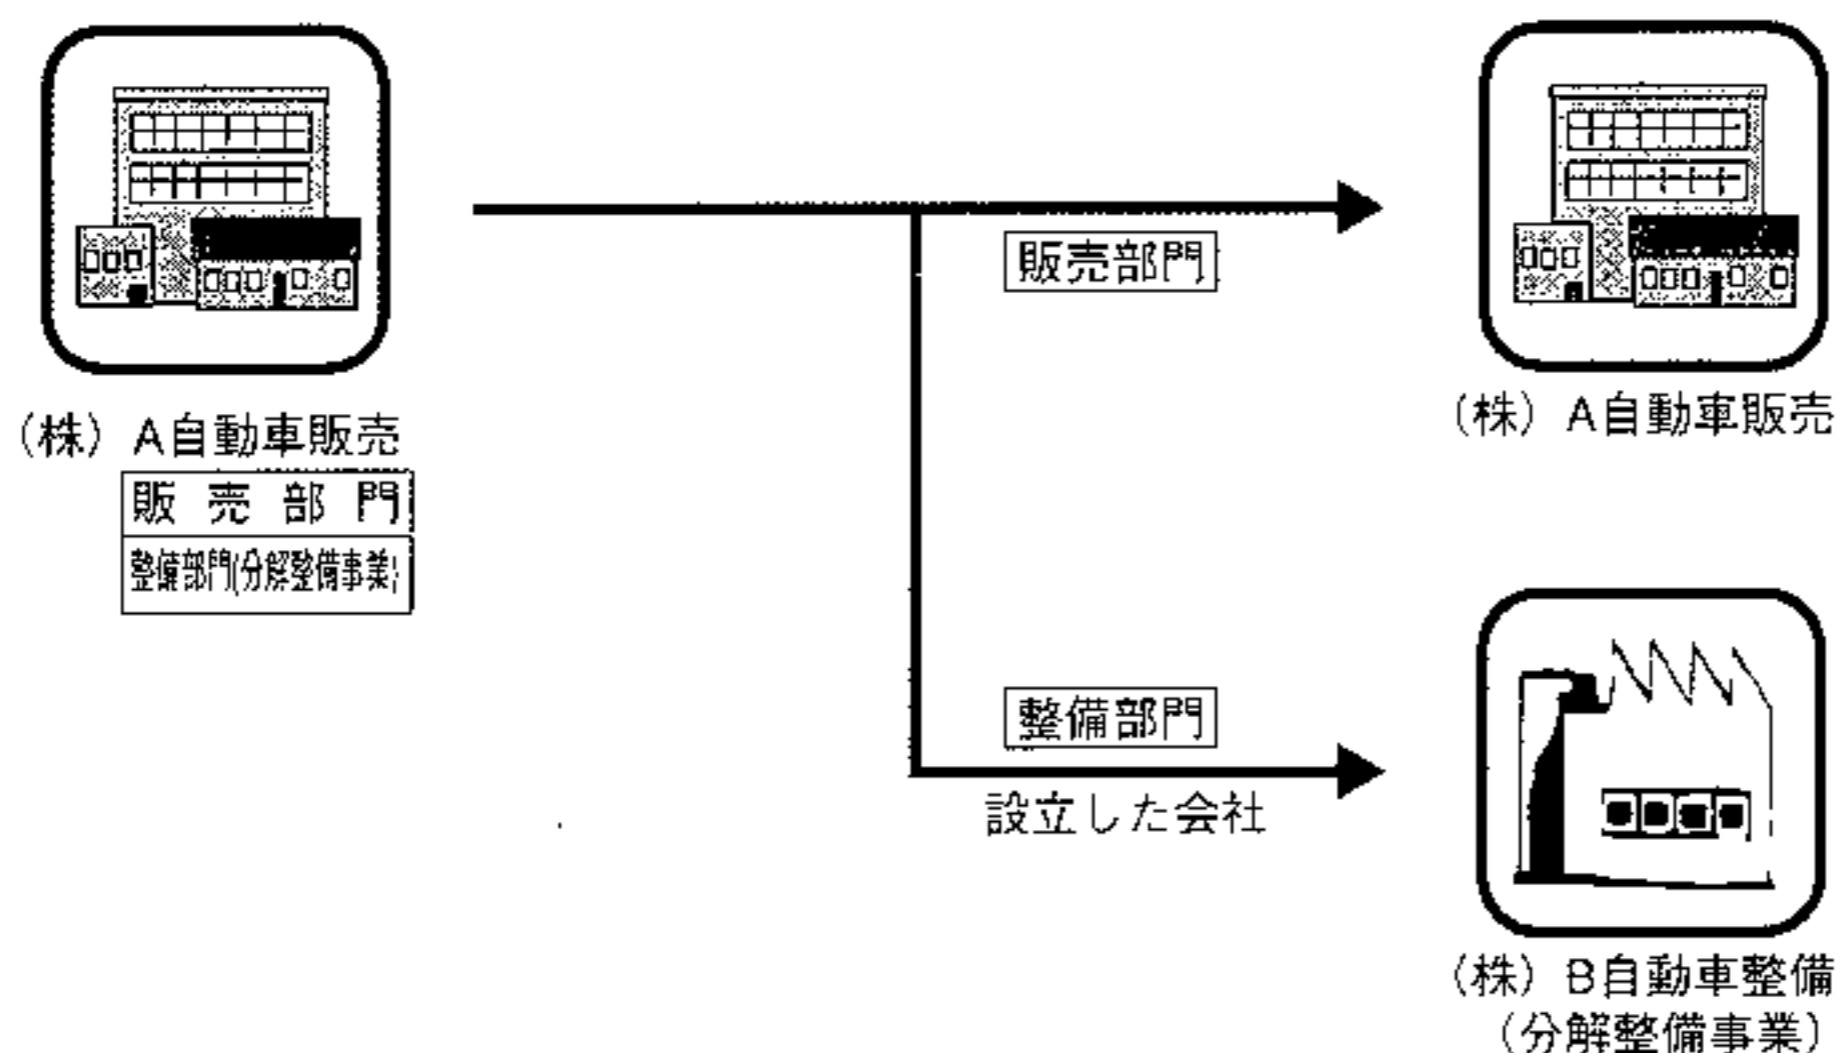 (株) A自動車販売
販売部門
整備部門(分解整備事業)
販売部門
(株) A自動車販売
整備部門
設立した会社
(株) B自動車整備
(分解整備事業)